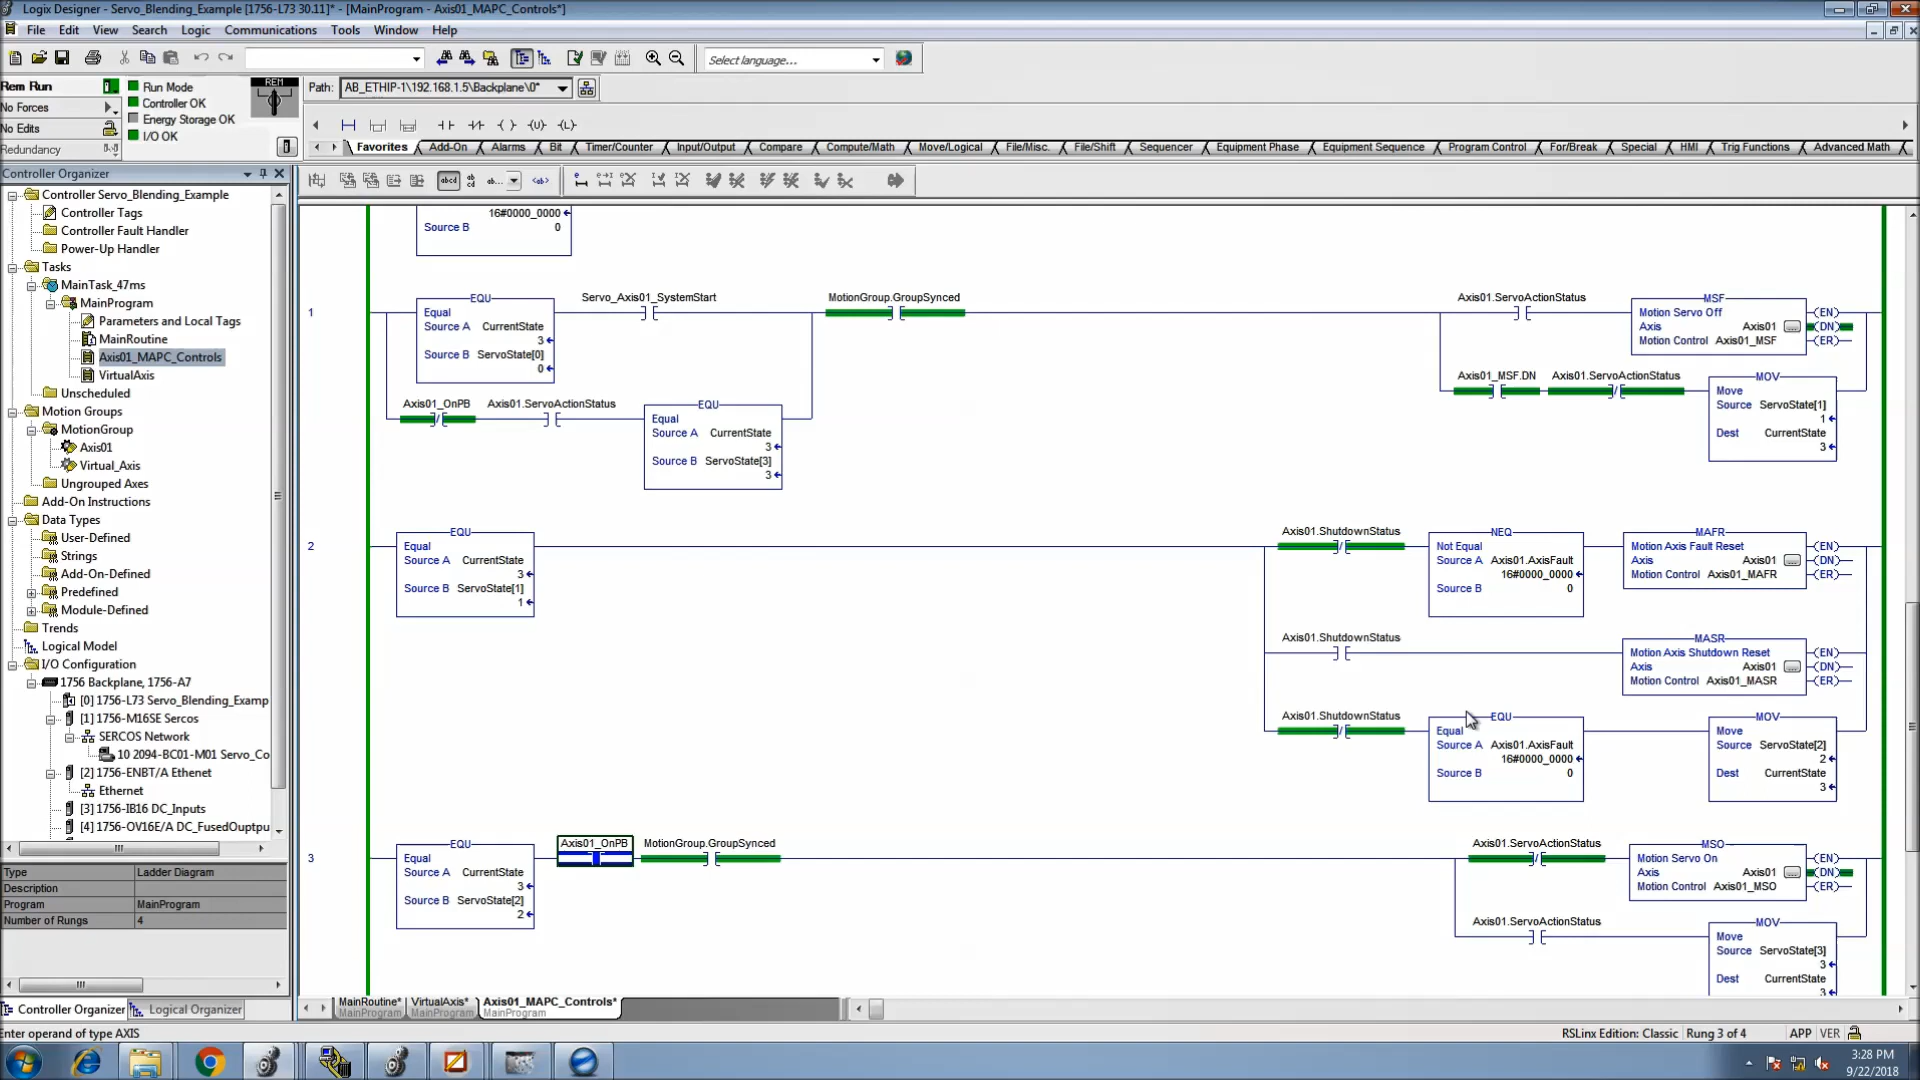 Logix Designer - Servo_Blending_Example [1756-L73 30.11]* - [MainProgram - Axis01_MAPC_Controls*]
File Edit View Search Logic Communications Tools Window Help
Select language...
Rem Run
Run Mode
REM
Path: AB_ETHIP-1\192.168.1.5\Backplane\0*
No Forces
Controller OK
Energy Storage OK
No Edits
I/O OK
Redundancy
Favorites Add-On Alarms Bit Timer/Counter Input/Output Compare Compute/Math Move/Logical File/Misc. File/Shift Sequencer Equipment Phase Equipment Sequence Program Control For/Break Special HMI Trig Functions Advanced Math
Controller Organizer
Controller Servo_Blending_Example
Controller Tags
Controller Fault Handler
Power-Up Handler
Tasks
MainTask_47ms
MainProgram
Parameters and Local Tags
MainRoutine
Axis01_MAPC_Controls
VirtualAxis
Unscheduled
Motion Groups
MotionGroup
Axis01
Virtual_Axis
Ungrouped Axes
Add-On Instructions
Data Types
User-Defined
Strings
Add-On-Defined
Predefined
Module-Defined
Trends
Logical Model
I/O Configuration
1756 Backplane, 1756-A7
[0] 1756-L73 Servo_Blending_Examp
[1] 1756-M16SE Sercos
SERCOS Network
10 2094-BC01-M01 Servo_Co
[2] 1756-ENBT/A Ethenet
Ethernet
[3] 1756-IB16 DC_Inputs
[4] 1756-OV16E/A DC_FusedOuptpu
Type Ladder Diagram
Description
Program MainProgram
Number of Rungs 4
Controller Organizer Logical Organizer
16#0000_0000
Source B 0
1
EQU
Equal
Source A CurrentState
3
Source B ServoState[0]
0
Servo_Axis01_SystemStart
MotionGroup.GroupSynced
Axis01.ServoActionStatus
MSF
Motion Servo Off
Axis Axis01 ...
Motion Control Axis01_MSF
EN
DN
ER
Axis01_OnPB
Axis01.ServoActionStatus
EQU
Equal
Source A CurrentState
3
Source B ServoState[3]
3
Axis01_MSF.DN
Axis01.ServoActionStatus
MOV
Move
Source ServoState[1]
1
Dest CurrentState
3
2
EQU
Equal
Source A CurrentState
3
Source B ServoState[1]
1
Axis01.ShutdownStatus
NEQ
Not Equal
Source A Axis01.AxisFault
16#0000_0000
Source B 0
MAFR
Motion Axis Fault Reset
Axis Axis01 ...
Motion Control Axis01_MAFR
EN
DN
ER
Axis01.ShutdownStatus
MASR
Motion Axis Shutdown Reset
Axis Axis01 ...
Motion Control Axis01_MASR
EN
DN
ER
Axis01.ShutdownStatus
EQU
Equal
Source A Axis01.AxisFault
16#0000_0000
Source B 0
MOV
Move
Source ServoState[2]
2
Dest CurrentState
3
3
EQU
Equal
Source A CurrentState
3
Source B ServoState[2]
2
Axis01_OnPB
MotionGroup.GroupSynced
Axis01.ServoActionStatus
MSO
Motion Servo On
Axis Axis01 ...
Motion Control Axis01_MSO
EN
DN
ER
Axis01.ServoActionStatus
MOV
Move
Source ServoState[3]
3
Dest CurrentState
3
MainRoutine* VirtualAxis* Axis01_MAPC_Controls*
MainProgram MainProgram MainProgram
Enter operand of type AXIS
RSLinx Edition: Classic Rung 3 of 4 APP VER
3:28 PM
9/22/2018